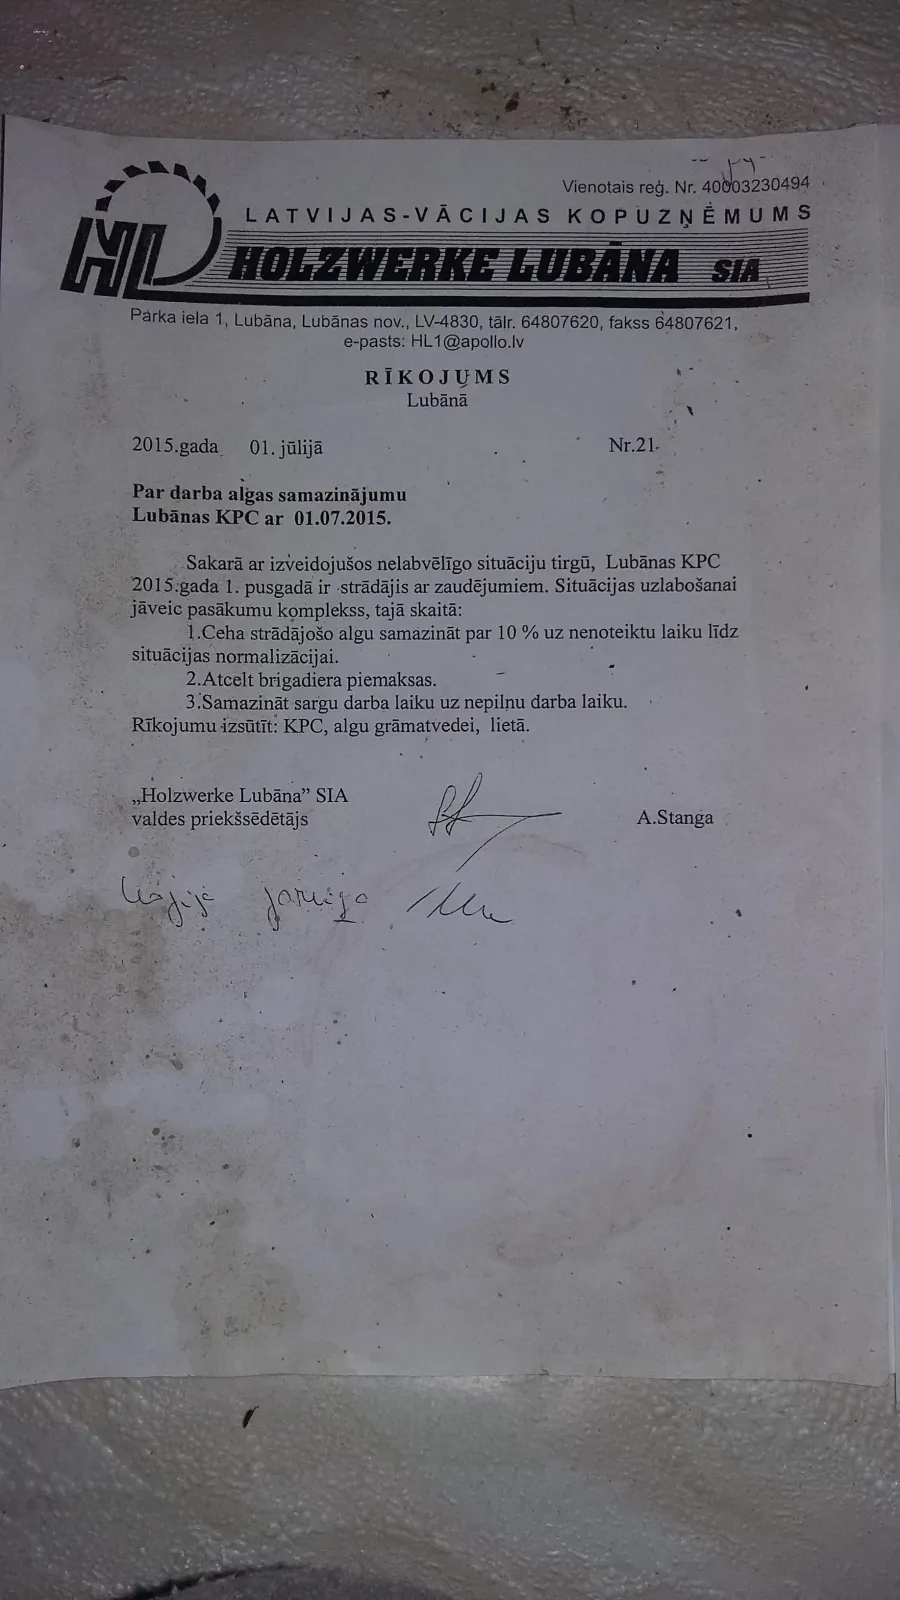 Vienotais reģ. Nr. 40003230494
LATVIJAS-VĀCIJAS KOPUZŅĒMUMS
HL HOLZWERKE LUBĀNA SIA
Parka iela 1, Lubāna, Lubānas nov., LV-4830, tālr. 64807620, fakss 64807621,
e-pasts: HL1@apollo.lv
RĪKOJUMS
Lubānā
2015.gada 01. jūlijā Nr.21
Par darba algas samazinājumu
Lubānas KPC ar 01.07.2015.
Sakarā ar izveidojušos nelabvēlīgo situāciju tirgū, Lubānas KPC
2015.gada 1. pusgadā ir strādājis ar zaudējumiem. Situācijas uzlabošanai
jāveic pasākumu komplekss, tajā skaitā:
1.Ceha strādājošo algu samazināt par 10 % uz nenoteiktu laiku līdz
situācijas normalizācijai.
2.Atcelt brigadiera piemaksas.
3.Samazināt sargu darba laiku uz nepilnu darba laiku.
Rīkojumu izsūtīt: KPC, algu grāmatvedei, lietā.
„Holzwerke Lubāna” SIA
valdes priekšsēdētājs A.Stanga